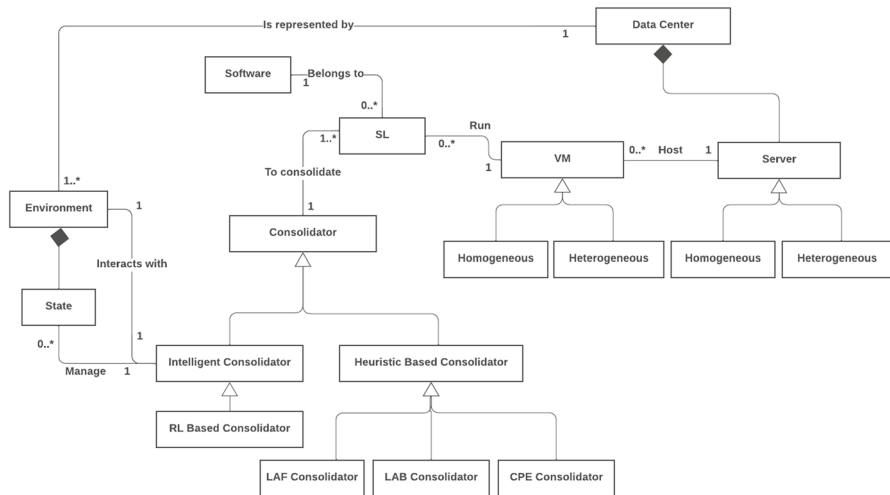 Is represented by
Data Center
1
Software
Belongs to
1
0..*
SL
1..*
Run
0..*
1
VM
0..*
Host
1
Server
To consolidate
1..*
1
Environment
1
Consolidator
Homogeneous
Heterogeneous
Homogeneous
Heterogeneous
Interacts with
State
1
0..*
Manage
1
Intelligent Consolidator
Heuristic Based Consolidator
RL Based Consolidator
LAF Consolidator
LAB Consolidator
CPE Consolidator